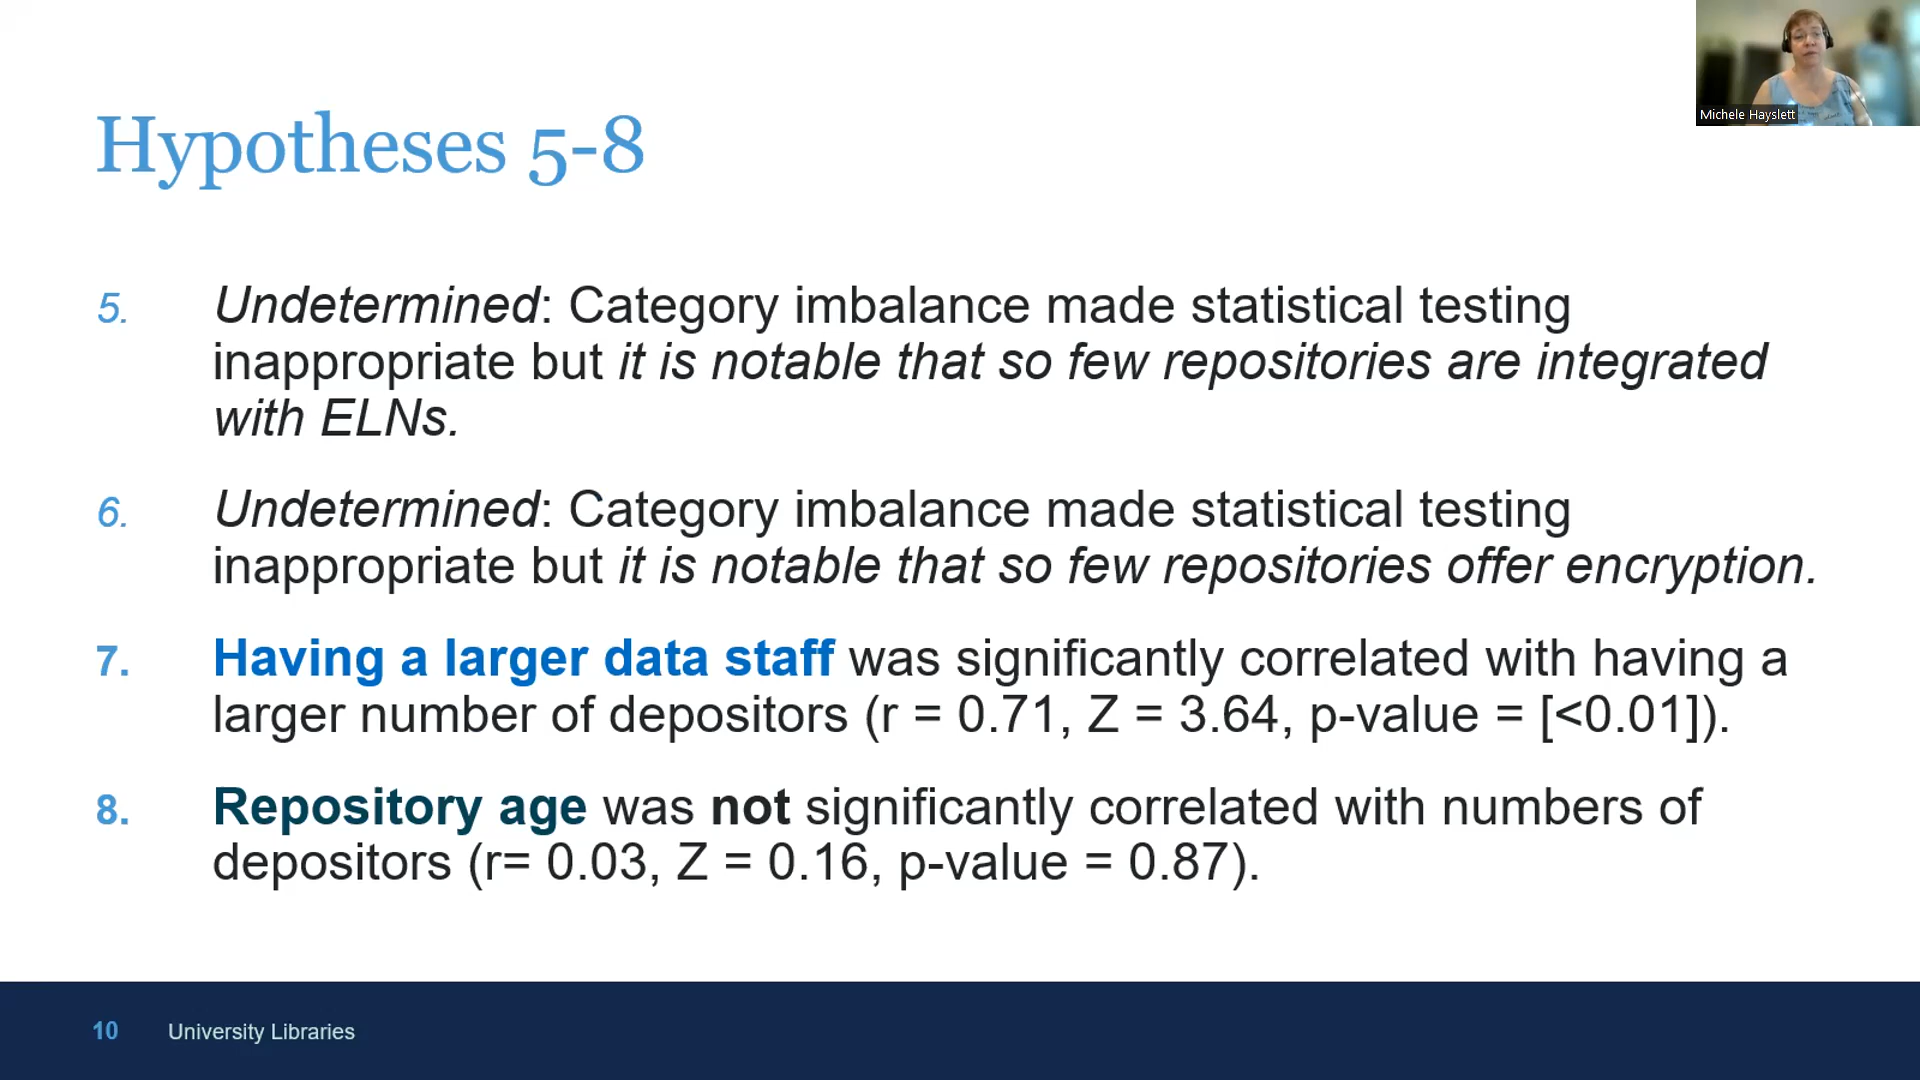 Michele Hayslett
Hypotheses 5-8
5. Undetermined: Category imbalance made statistical testing
inappropriate but it is notable that so few repositories are integrated
with ELNs.
6. Undetermined: Category imbalance made statistical testing
inappropriate but it is notable that so few repositories offer encryption.
7. Having a larger data staff was significantly correlated with having a
larger number of depositors (r = 0.71, Z = 3.64, p-value = [<0.01]).
8. Repository age was not significantly correlated with numbers of
depositors (r= 0.03, Z = 0.16, p-value = 0.87).
10 University Libraries